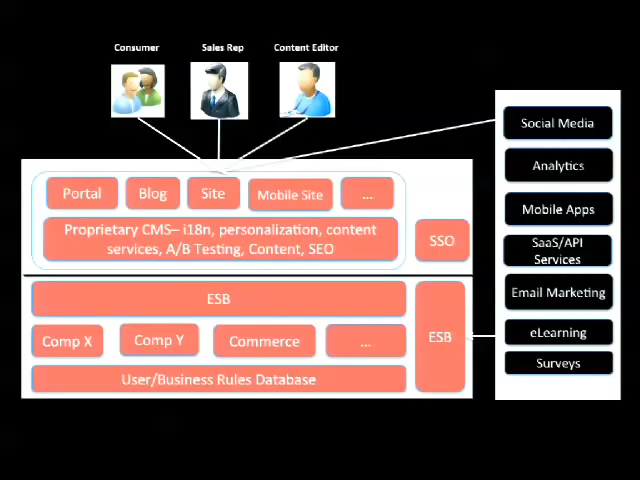 Consumer
Sales Rep
Content Editor
Portal
Blog
Site
Mobile Site
...
Proprietary CMS– i18n, personalization, content
services, A/B Testing, Content, SEO
SSO
ESB
Comp X
Comp Y
Commerce
...
ESB
User/Business Rules Database
Social Media
Analytics
Mobile Apps
SaaS/API
Services
Email Marketing
eLearning
Surveys